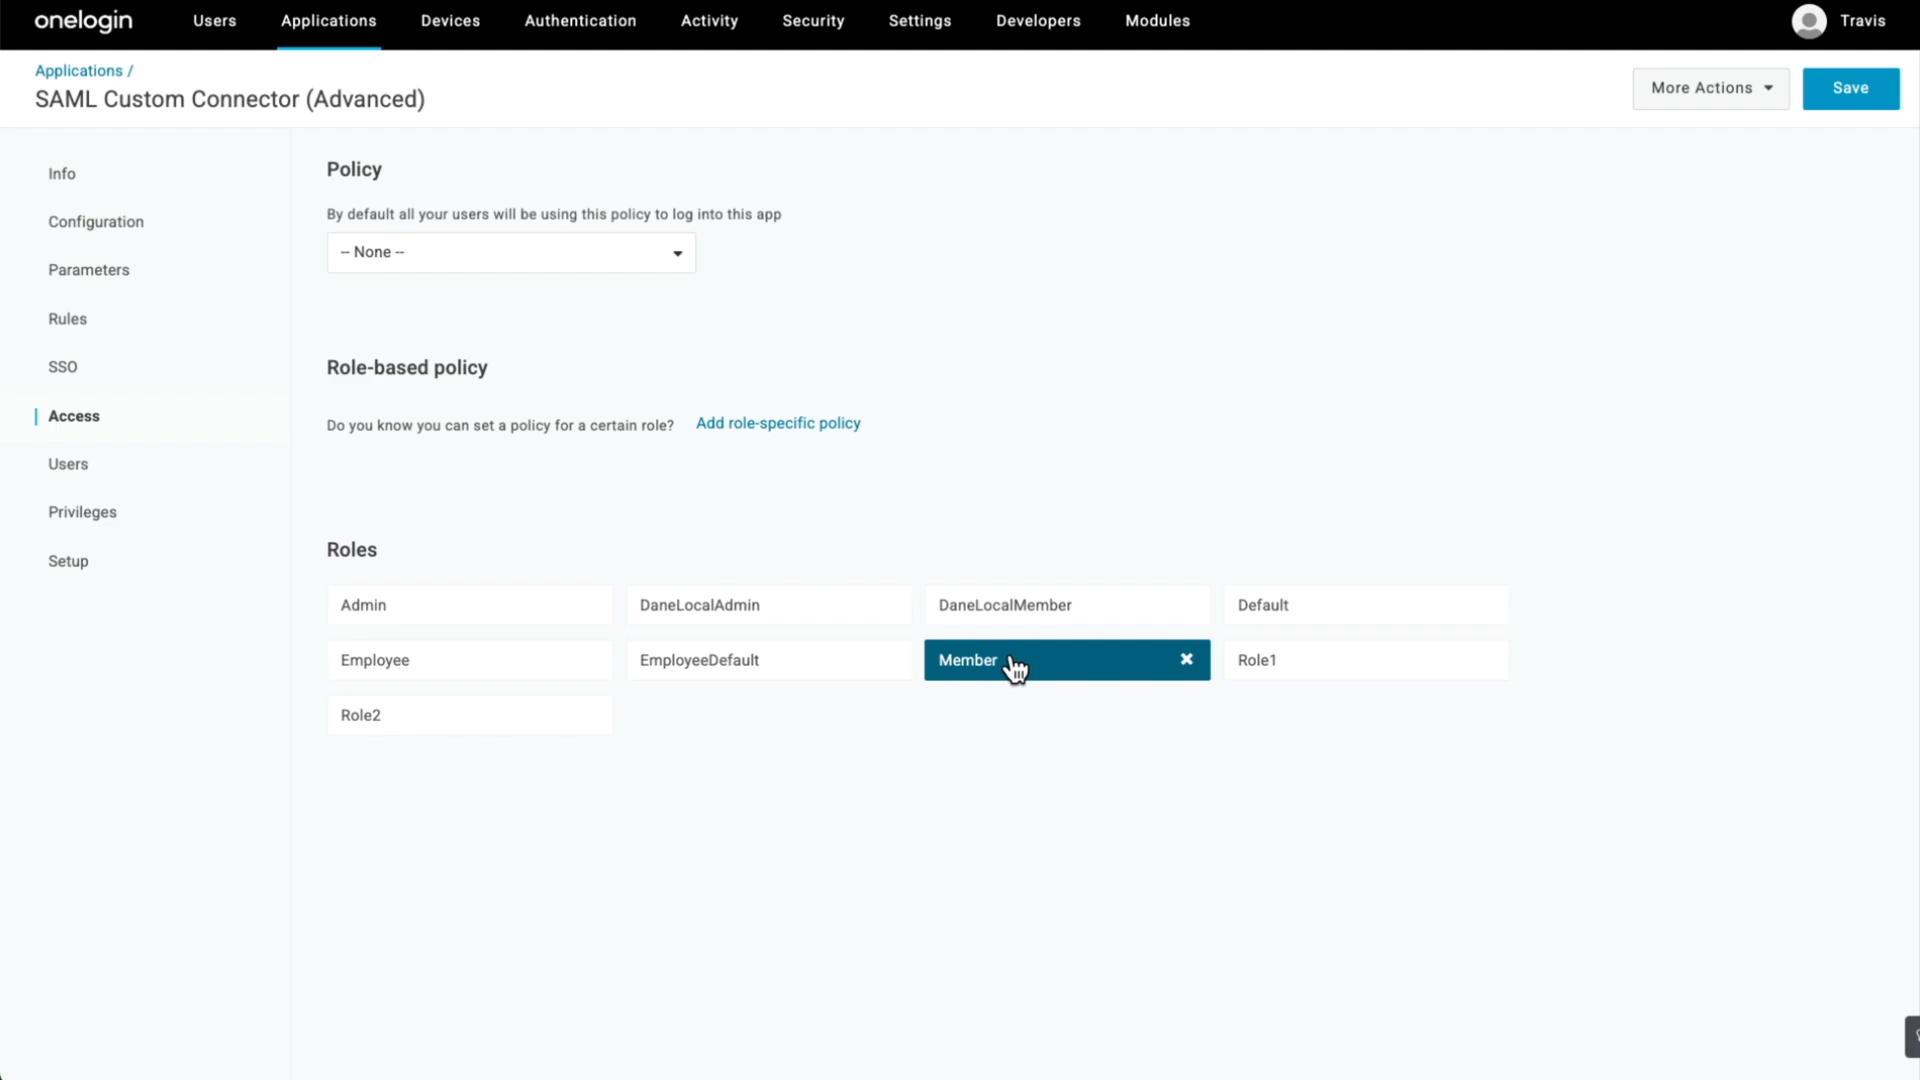 onelogin Users Applications Devices Authentication Activity Security Settings Developers Modules Travis
Applications /
SAML Custom Connector (Advanced)
More Actions Save
Info
Configuration
Parameters
Rules
SSO
Access
Users
Privileges
Setup
Policy
By default all your users will be using this policy to log into this app
-- None --
Role-based policy
Do you know you can set a policy for a certain role? Add role-specific policy
Roles
Admin DaneLocalAdmin DaneLocalMember Default
Employee EmployeeDefault Member Role1
Role2